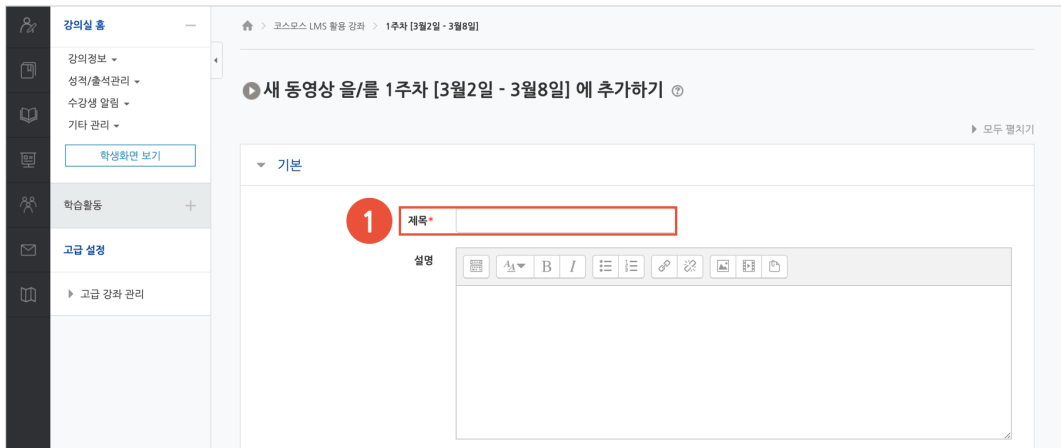 강의실 홈
코스모스 LMS 활용 강좌 > 1주차 [3월2일 - 3월8일]
강의정보
성적/출석관리
수강생 알림
기타 관리
학생화면 보기
학습활동
고급 설정
고급 강좌 관리
새 동영상 을/를 1주차 [3월2일 - 3월8일] 에 추가하기
모두 펼치기
기본
1 제목*
설명
B I